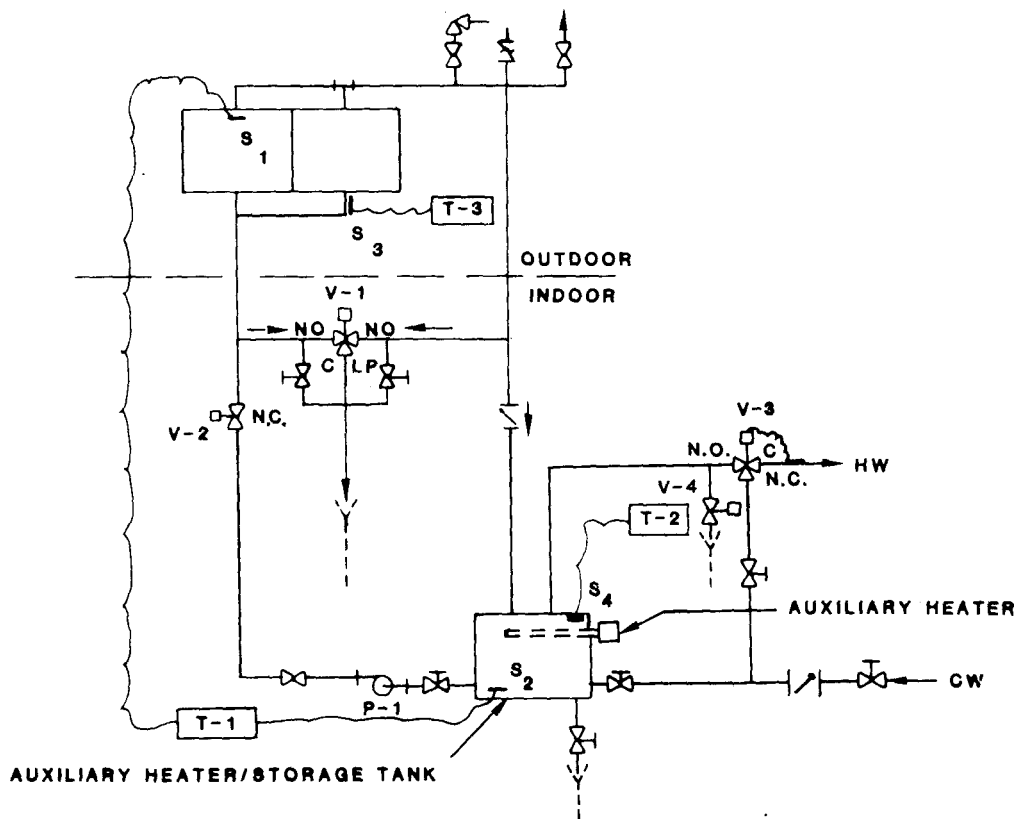 S1
T-3
S3
OUTDOOR
INDOOR
V-1
NO NO
C LP
V-2 N.C.
V-3
N.O. C
N.C.
HW
V-4
T-2
S4
AUXILIARY HEATER
S2
P-1
CW
T-1
AUXILIARY HEATER/STORAGE TANK